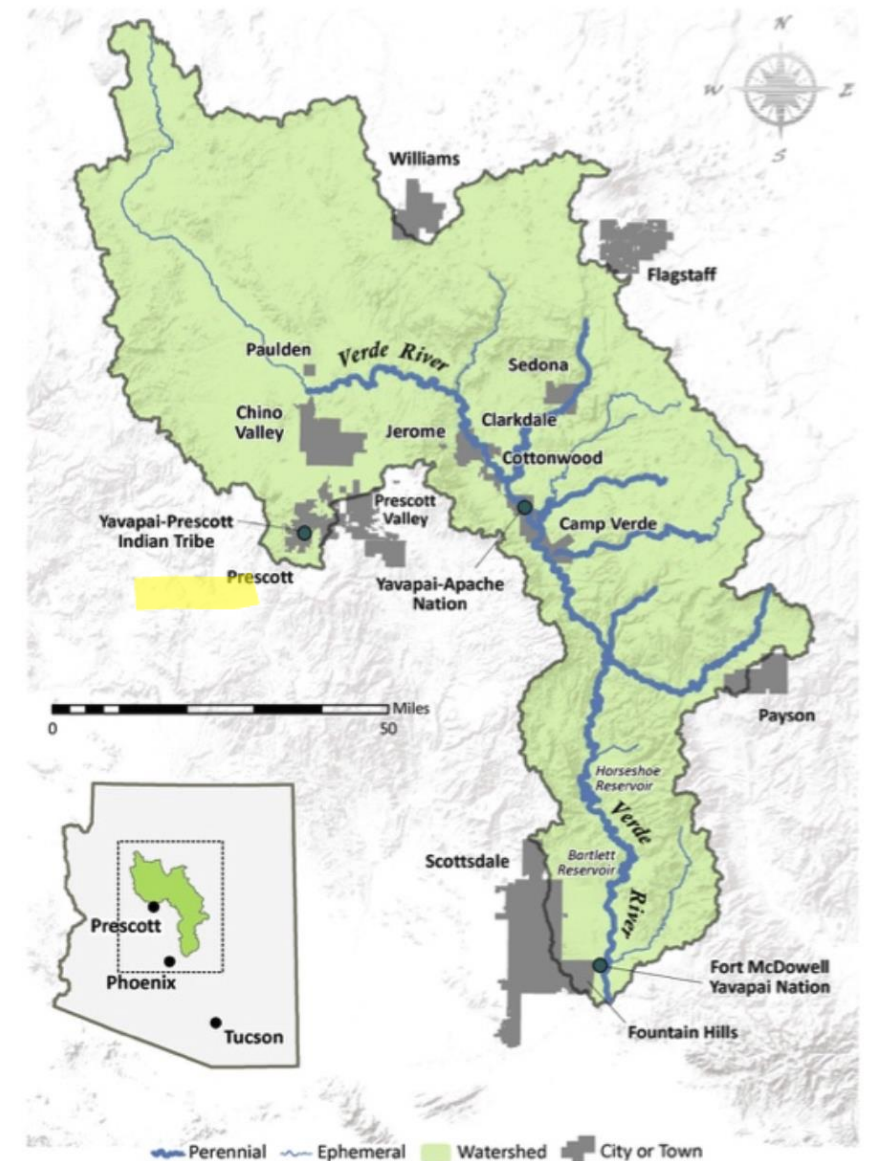 N
W E
S
Williams
Flagstaff
Paulden
Verde River
Sedona
Chino
Valley
Jerome
Clarkdale
Cottonwood
Yavapai-Prescott
Indian Tribe
Prescott
Valley
Camp Verde
Prescott
Yavapai-Apache
Nation
Miles
0 50
Payson
Horseshoe
Reservoir
Verde
River
Scottsdale
Bartlett
Reservoir
Prescott
Phoenix
Tucson
Fort McDowell
Yavapai Nation
Fountain Hills
Perennial Ephemeral Watershed City or Town